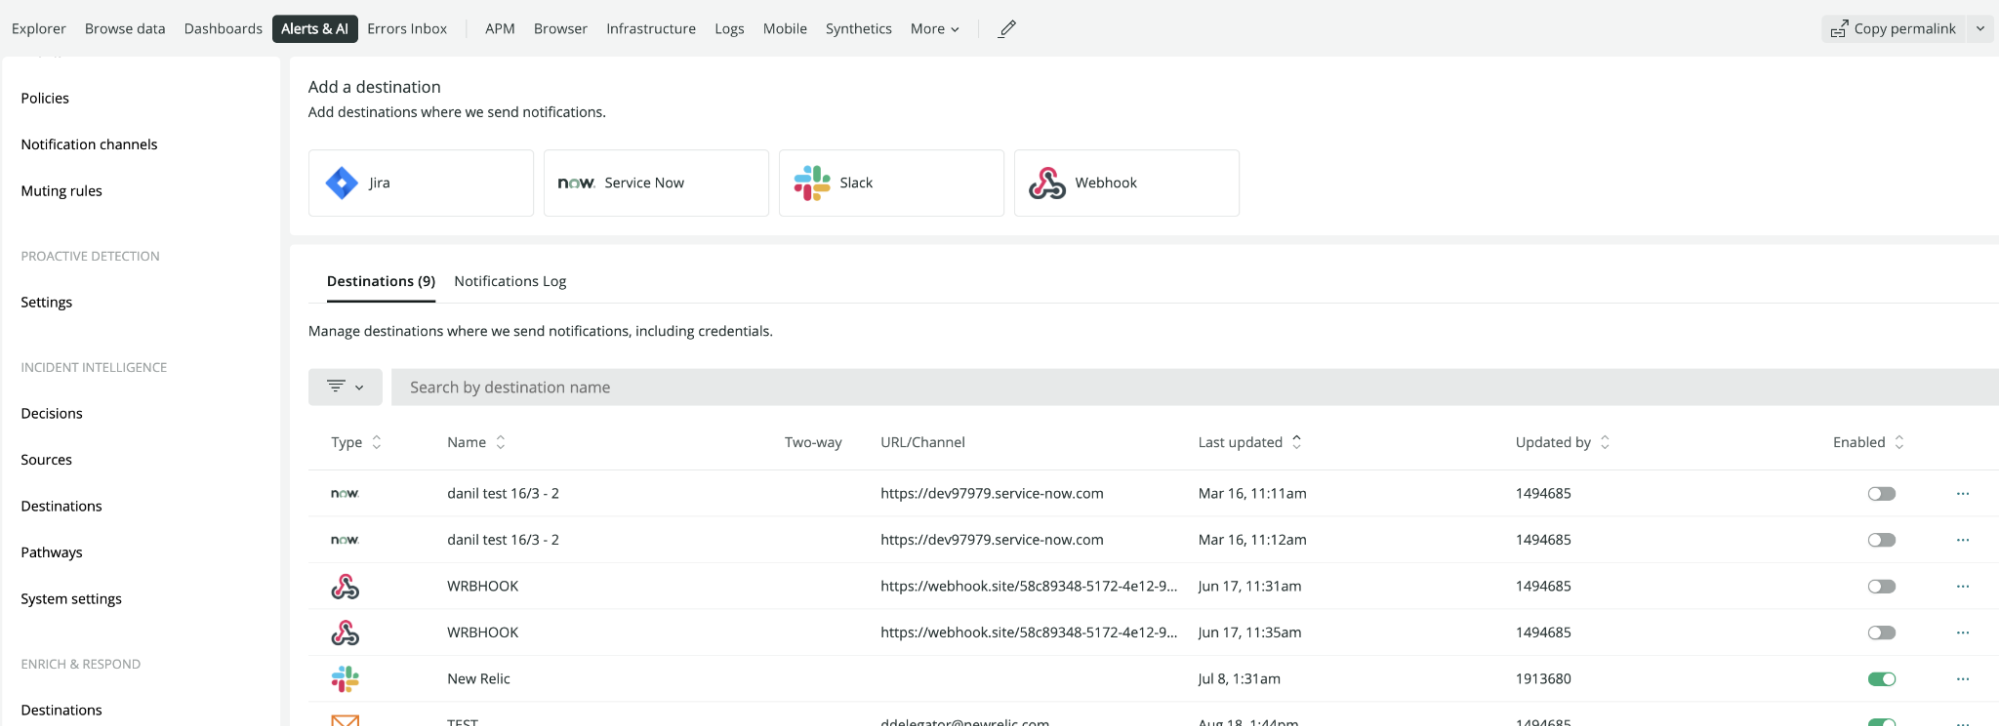 Explorer Browse data Dashboards Alerts & AI Errors Inbox APM Browser Infrastructure Logs Mobile Synthetics More Copy permalink
Policies
Notification channels
Muting rules
PROACTIVE DETECTION
Settings
INCIDENT INTELLIGENCE
Decisions
Sources
Destinations
Pathways
System settings
ENRICH & RESPOND
Destinations
Add a destination
Add destinations where we send notifications.
Jira now. Service Now Slack Webhook
Destinations (9) Notifications Log
Manage destinations where we send notifications, including credentials.
Search by destination name
Type Name Two-way URL/Channel Last updated Updated by Enabled
now. danil test 16/3 - 2 https://dev97979.service-now.com Mar 16, 11:11am 1494685 ...
now. danil test 16/3 - 2 https://dev97979.service-now.com Mar 16, 11:12am 1494685 ...
WRBHOOK https://webhook.site/58c89348-5172-4e12-9... Jun 17, 11:31am 1494685 ...
WRBHOOK https://webhook.site/58c89348-5172-4e12-9... Jun 17, 11:35am 1494685 ...
New Relic Jul 8, 1:31am 1913680 ...
TEST ddelegator@newrelic.com Aug 18, 1:44pm 1494685